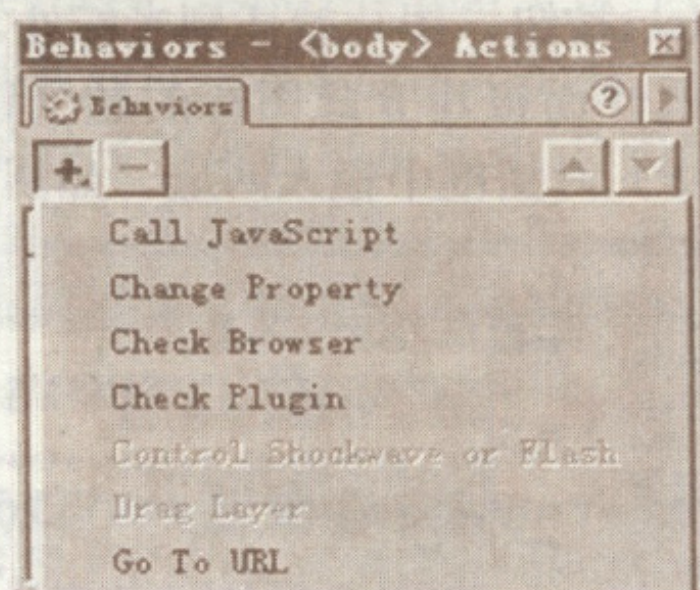 Behaviors - <body> Actions
Behaviors
Call JavaScript
Change Property
Check Browser
Check Plugin
Control Shockwave or Flash
Drag Layer
Go To URL